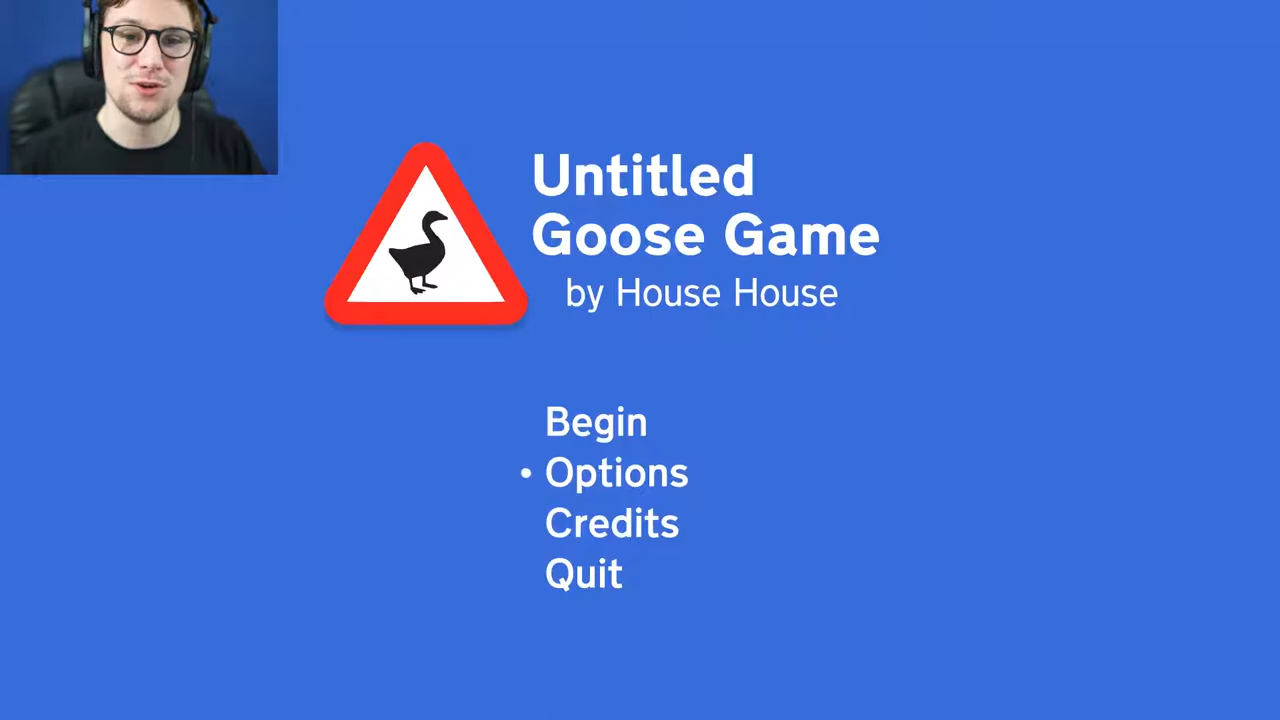 Untitled
Goose Game
by House House
Begin
• Options
Credits
Quit